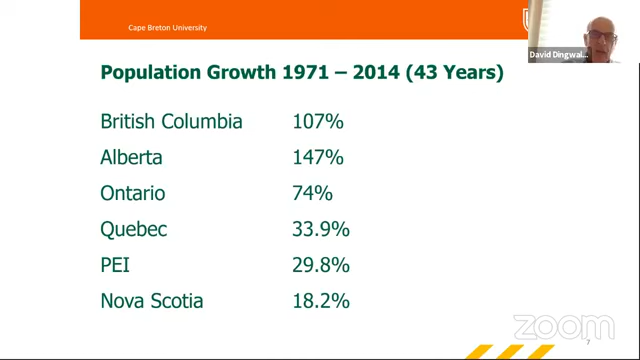 Cape Breton University
David Dingwal...
Population Growth 1971 – 2014 (43 Years)
British Columbia 107%
Alberta 147%
Ontario 74%
Quebec 33.9%
PEI 29.8%
Nova Scotia 18.2%
zoom
7